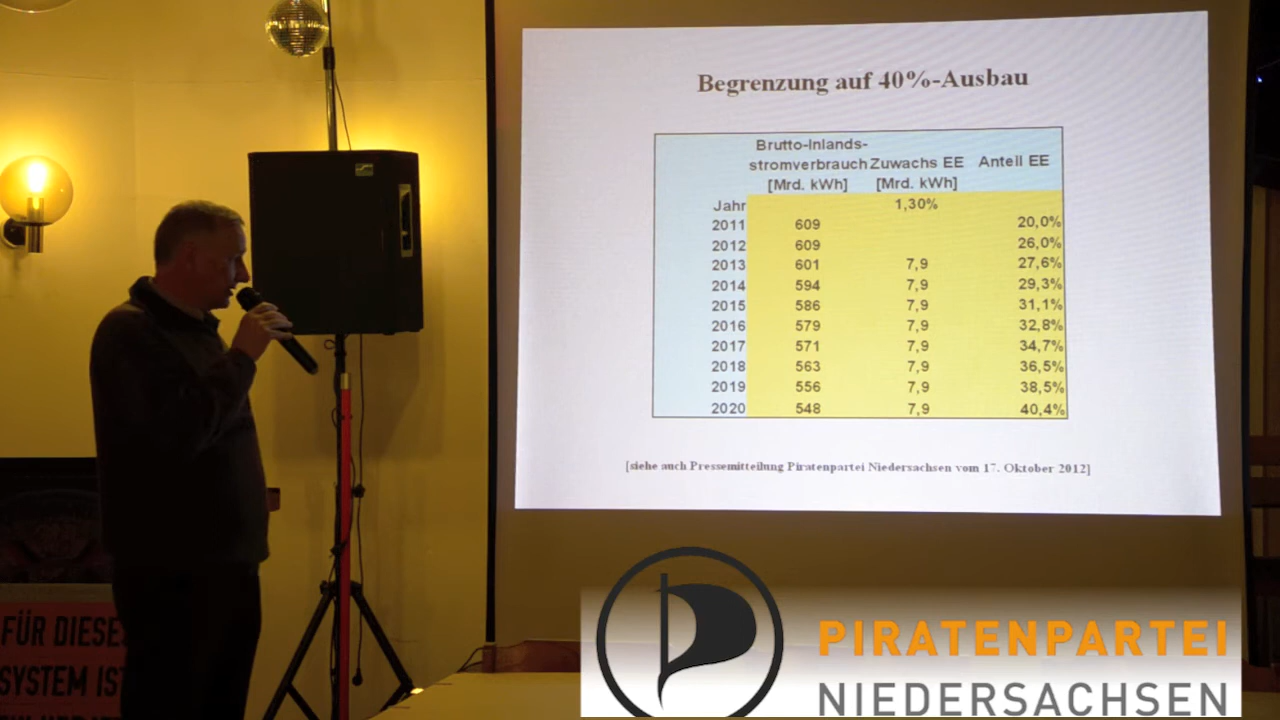 Begrenzung auf 40%-Ausbau
Brutto-Inlands-
stromverbrauch Zuwachs EE Anteil EE
[Mrd. kWh] [Mrd. kWh]
Jahr 1,30%
2011 609 20,0%
2012 609 26,0%
2013 601 7,9 27,6%
2014 594 7,9 29,3%
2015 586 7,9 31,1%
2016 579 7,9 32,8%
2017 571 7,9 34,7%
2018 563 7,9 36,5%
2019 556 7,9 38,5%
2020 548 7,9 40,4%
[siehe auch Pressemitteilung Piratenpartei Niedersachsen vom 17. Oktober 2012]
FÜR DIESE
SYSTEM IST
PIRATENPARTEI
NIEDERSACHSEN